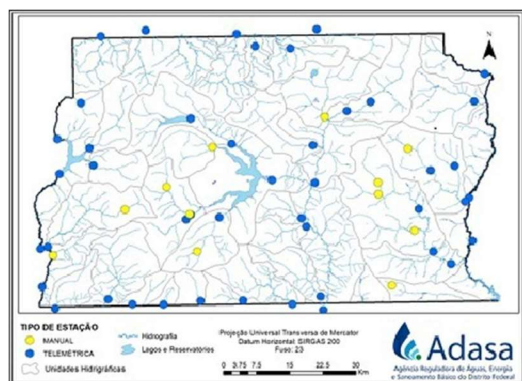 N
TIPO DE ESTAÇÃO
MANUAL
TELEMÉTRICA
Unidades Hidrigráficas
Hidrografia
Lagos e Reservatórios
Projeção Universal Transversa de Mercator
Datum Horizontal: SIRGAS 200
Fuso: 23
0 3,75 7,5 15 22,5 30
Km
Adasa
Agência Reguladora de Águas, Energia
e Saneamento Básico do Distrito Federal